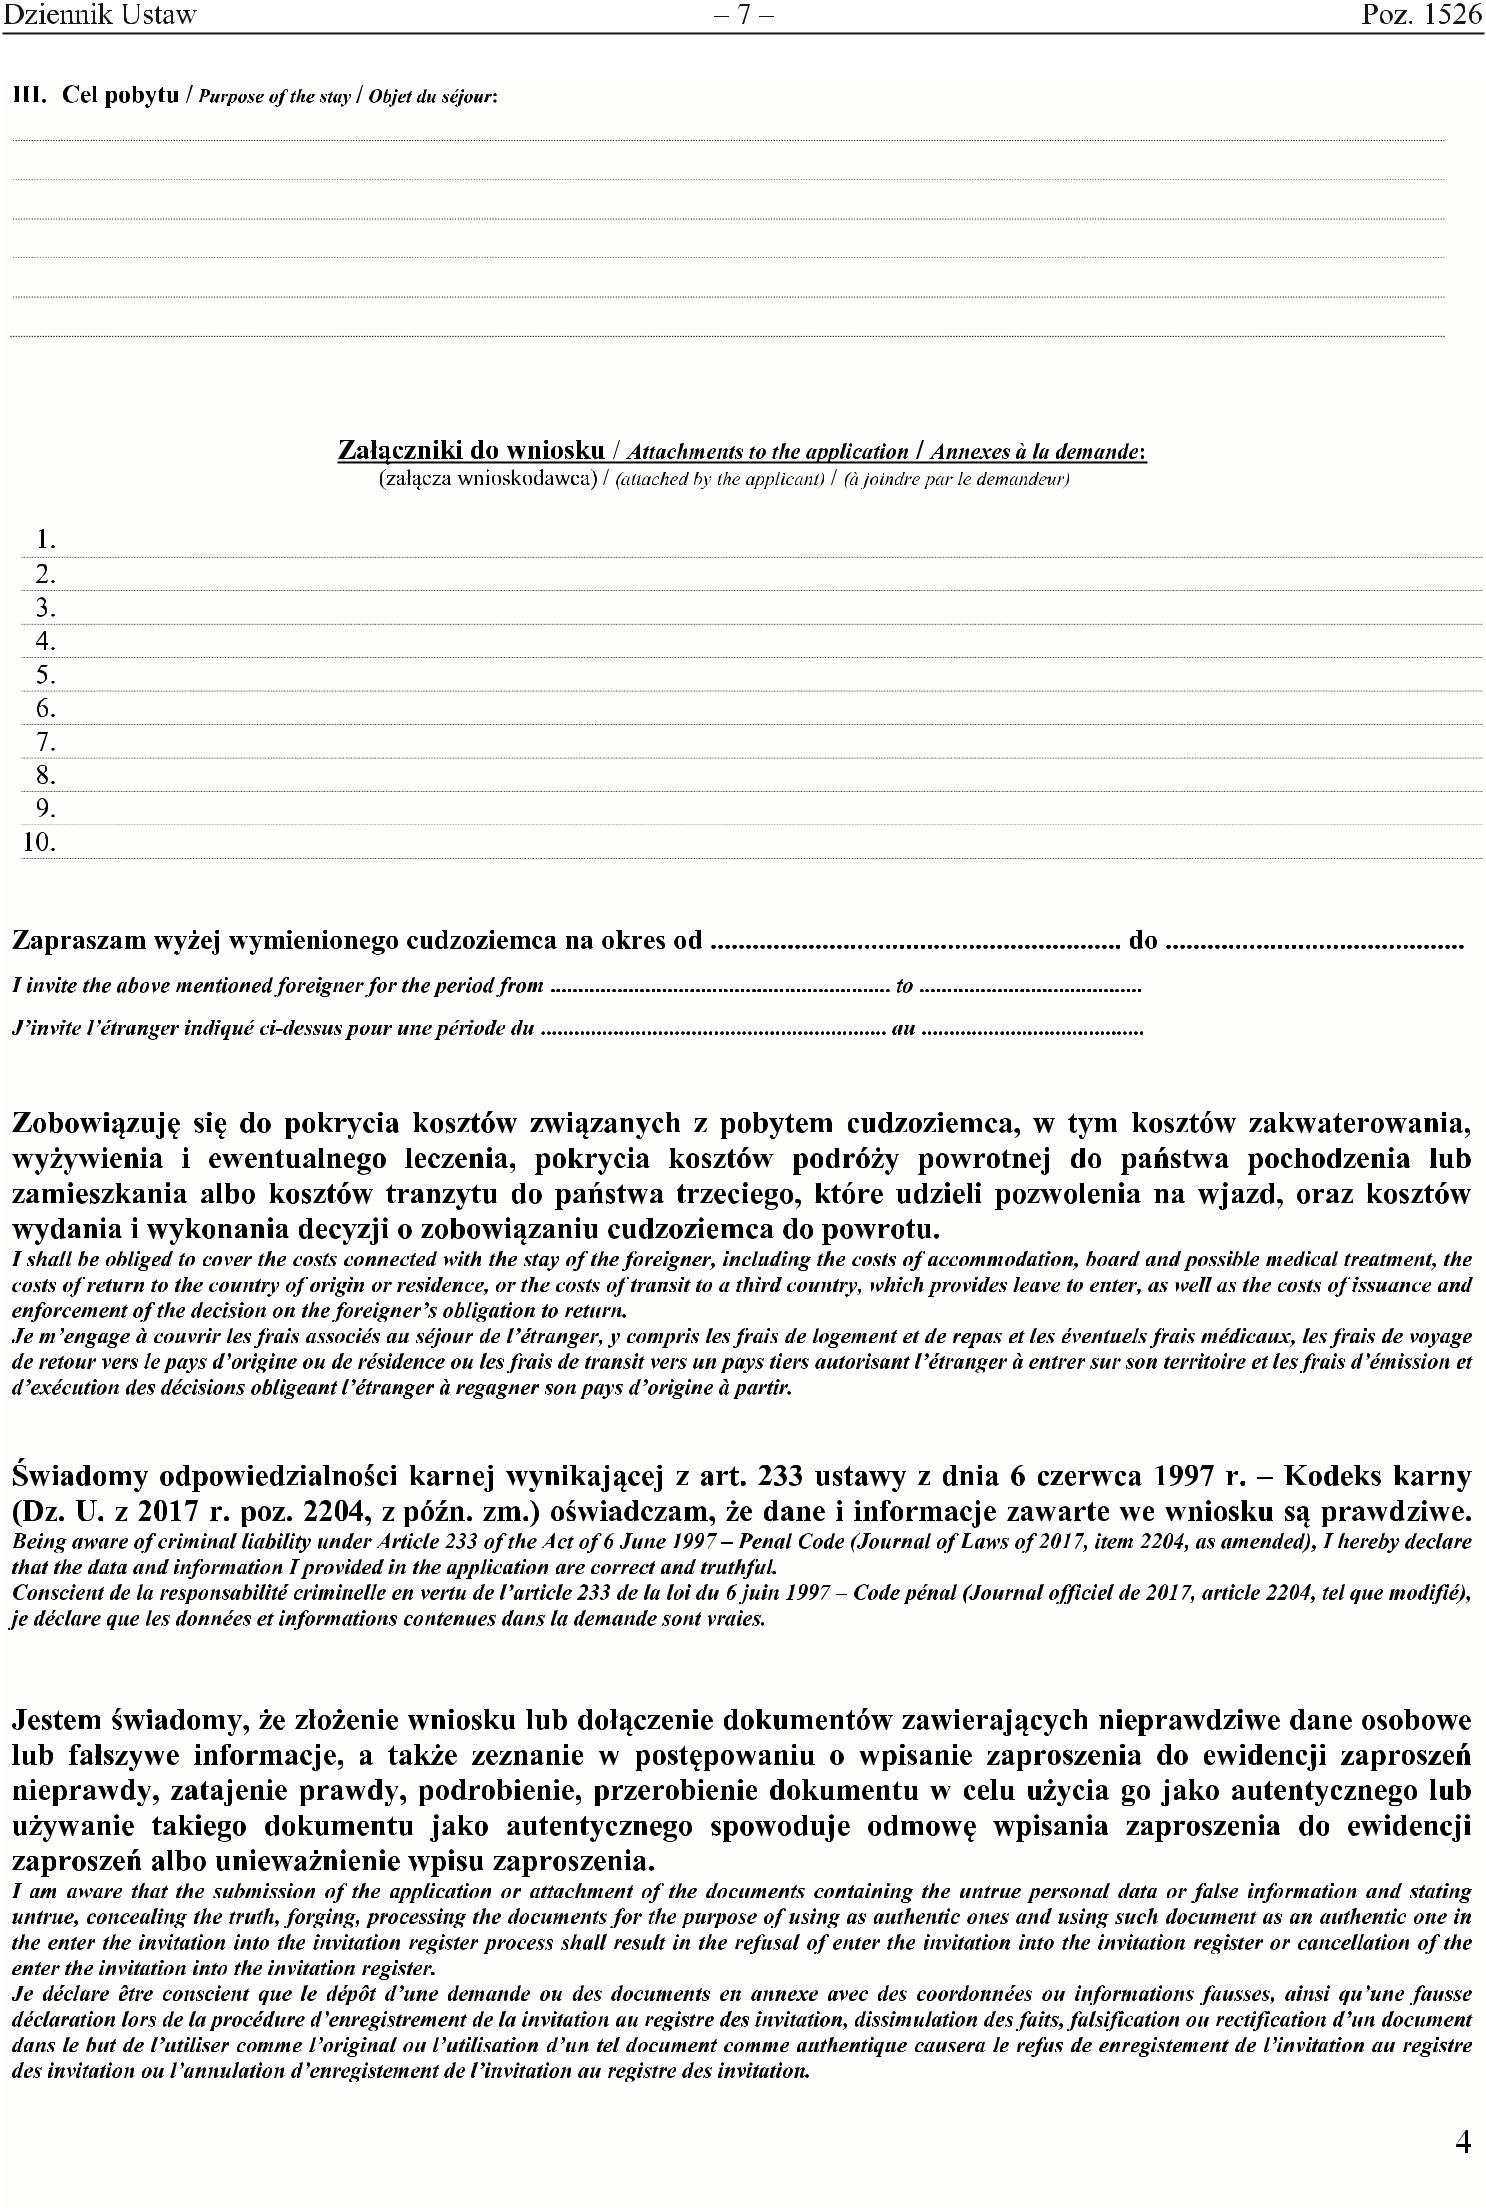 Dziennik Ustaw – 7 – Poz. 1526
III. Cel pobytu / Purpose of the stay / Objet du séjour:
Załączniki do wniosku / Attachments to the application / Annexes à la demande:
(załącza wnioskodawca) / (attached by the applicant) / (à joindre par le demandeur)
1.
2.
3.
4.
5.
6.
7.
8.
9.
10.
Zapraszam wyżej wymienionego cudzoziemca na okres od ........................................................... do ...........................................
I invite the above mentioned foreigner for the period from ............................................................. to ........................................
J’invite l’étranger indiqué ci-dessus pour une période du .............................................................. au ........................................
Zobowiązuję się do pokrycia kosztów związanych z pobytem cudzoziemca, w tym kosztów zakwaterowania,
wyżywienia i ewentualnego leczenia, pokrycia kosztów podróży powrotnej do państwa pochodzenia lub
zamieszkania albo kosztów tranzytu do państwa trzeciego, które udzieli pozwolenia na wjazd, oraz kosztów
wydania i wykonania decyzji o zobowiązaniu cudzoziemca do powrotu.
I shall be obliged to cover the costs connected with the stay of the foreigner, including the costs of accommodation, board and possible medical treatment, the
costs of return to the country of origin or residence, or the costs of transit to a third country, which provides leave to enter, as well as the costs of issuance and
enforcement of the decision on the foreigner’s obligation to return.
Je m’engage à couvrir les frais associés au séjour de l’étranger, y compris les frais de logement et de repas et les éventuels frais médicaux, les frais de voyage
de retour vers le pays d’origine ou de résidence ou les frais de transit vers un pays tiers autorisant l’étranger à entrer sur son territoire et les frais d’émission et
d’exécution des décisions obligeant l’étranger à regagner son pays d’origine à partir.
Świadomy odpowiedzialności karnej wynikającej z art. 233 ustawy z dnia 6 czerwca 1997 r. – Kodeks karny
(Dz. U. z 2017 r. poz. 2204, z późn. zm.) oświadczam, że dane i informacje zawarte we wniosku są prawdziwe.
Being aware of criminal liability under Article 233 of the Act of 6 June 1997 – Penal Code (Journal of Laws of 2017, item 2204, as amended), I hereby declare
that the data and information I provided in the application are correct and truthful.
Conscient de la responsabilité criminelle en vertu de l’article 233 de la loi du 6 juin 1997 – Code pénal (Journal officiel de 2017, article 2204, tel que modifié),
je déclare que les données et informations contenues dans la demande sont vraies.
Jestem świadomy, że złożenie wniosku lub dołączenie dokumentów zawierających nieprawdziwe dane osobowe
lub fałszywe informacje, a także zeznanie w postępowaniu o wpisanie zaproszenia do ewidencji zaproszeń
nieprawdy, zatajenie prawdy, podrobienie, przerobienie dokumentu w celu użycia go jako autentycznego lub
używanie takiego dokumentu jako autentycznego spowoduje odmowę wpisania zaproszenia do ewidencji
zaproszeń albo unieważnienie wpisu zaproszenia.
I am aware that the submission of the application or attachment of the documents containing the untrue personal data or false information and stating
untrue, concealing the truth, forging, processing the documents for the purpose of using as authentic ones and using such document as an authentic one in
the enter the invitation into the invitation register process shall result in the refusal of enter the invitation into the invitation register or cancellation of the
enter the invitation into the invitation register.
Je déclare être conscient que le dépôt d’une demande ou des documents en annexe avec des coordonnées ou informations fausses, ainsi qu’une fausse
déclaration lors de la procédure d’enregistrement de la invitation au registre des invitation, dissimulation des faits, falsification ou rectification d’un document
dans le but de l’utiliser comme l’original ou l’utilisation d’un tel document comme authentique causera le refus de enregistement de l’invitation au registre
des invitation ou l’annulation d’enregistement de l’invitation au registre des invitation.
4